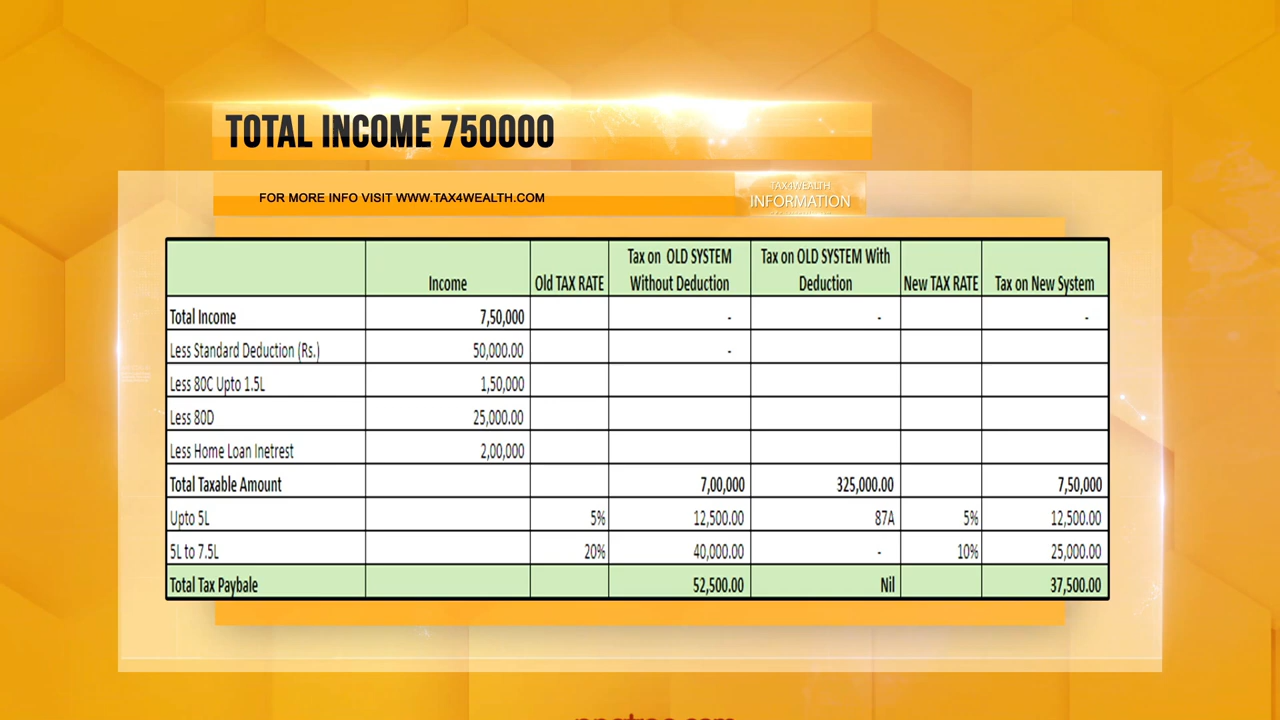 TOTAL INCOME 750000
FOR MORE INFO VISIT WWW.TAX4WEALTH.COM
TAX4WEALTH
INFORMATION
Income Old TAX RATE Tax on OLD SYSTEM Without Deduction Tax on OLD SYSTEM With Deduction New TAX RATE Tax on New System
Total Income 7,50,000 - - -
Less Standard Deduction (Rs.) 50,000.00 -
Less 80C Upto 1.5L 1,50,000
Less 80D 25,000.00
Less Home Loan Inetrest 2,00,000
Total Taxable Amount 7,00,000 325,000.00 7,50,000
Upto 5L 5% 12,500.00 87A 5% 12,500.00
5L to 7.5L 20% 40,000.00 - 10% 25,000.00
Total Tax Paybale 52,500.00 Nil 37,500.00